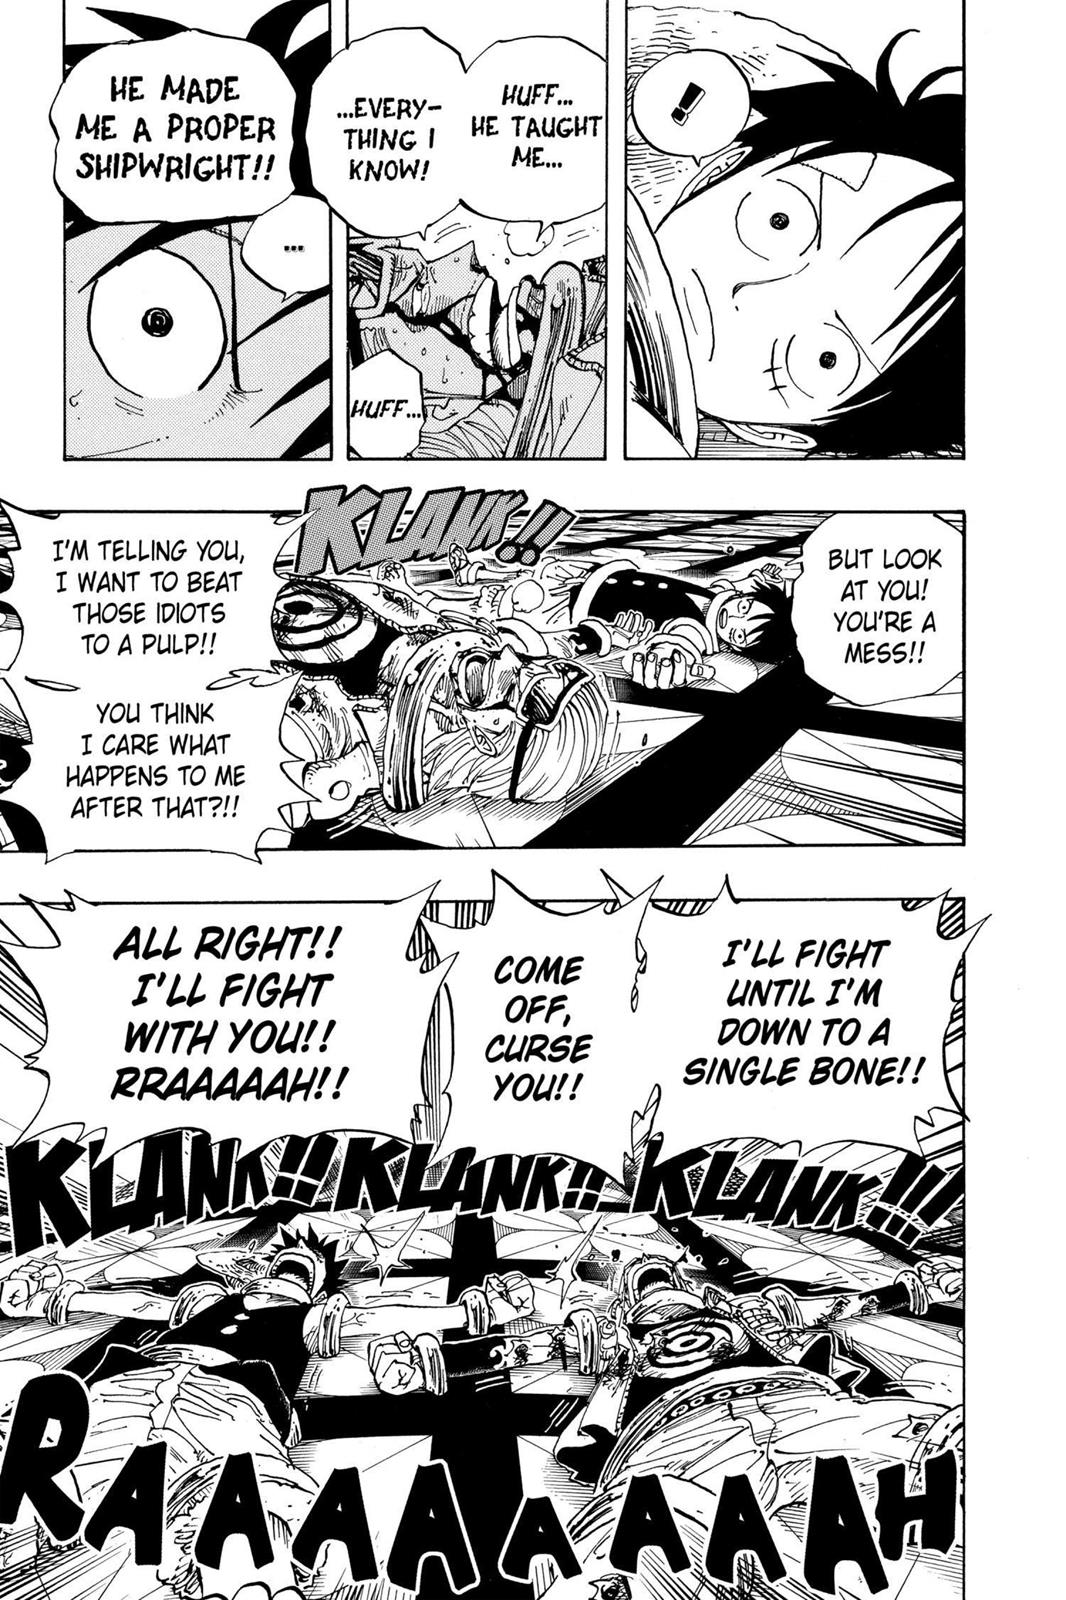 !!
HUFF...
HE TAUGHT
ME...
...EVERY-
THING I
KNOW!
HUFF...
HE MADE
ME A PROPER
SHIPWRIGHT!!
...
BUT LOOK
AT YOU!
YOU'RE A
MESS!!
KLANK!!
I'M TELLING YOU,
I WANT TO BEAT
THOSE IDIOTS
TO A PULP!!
YOU THINK
I CARE WHAT
HAPPENS TO ME
AFTER THAT?!!
I'LL FIGHT
UNTIL I'M
DOWN TO A
SINGLE BONE!!
COME
OFF,
CURSE
YOU!!
ALL RIGHT!!
I'LL FIGHT
WITH YOU!!
RRAAAAAH!!
KLANK!! KLANK!! KLANK!!!
RAAAAAAAAH